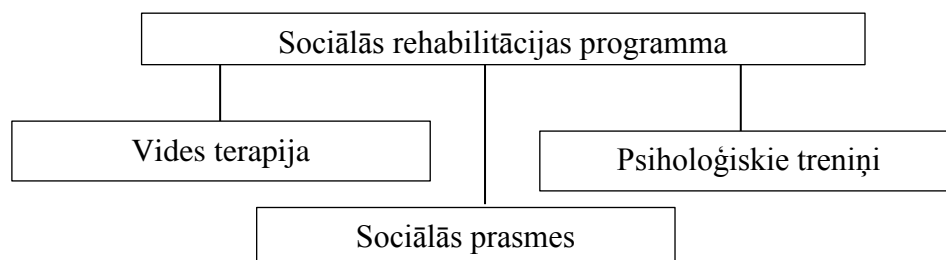 Sociālās rehabilitācijas programma
Vides terapija
Psiholoģiskie treniņi
Sociālās prasmes